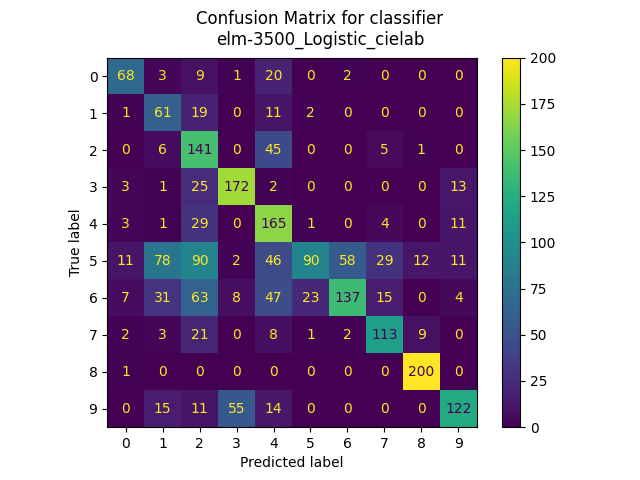 Confusion Matrix for classifier
elm-3500_Logistic_cielab
0 68 3 9 1 20 0 2 0 0 0
1 1 61 19 0 11 2 0 0 0 0
2 0 6 141 0 45 0 0 5 1 0
3 3 1 25 172 2 0 0 0 0 13
4 3 1 29 0 165 1 0 4 0 11
5 11 78 90 2 46 90 58 29 12 11
6 7 31 63 8 47 23 137 15 0 4
7 2 3 21 0 8 1 2 113 9 0
8 1 0 0 0 0 0 0 0 200 0
9 0 15 11 55 14 0 0 0 0 122
0 1 2 3 4 5 6 7 8 9
Predicted label
True label
200
175
150
125
100
75
50
25
0